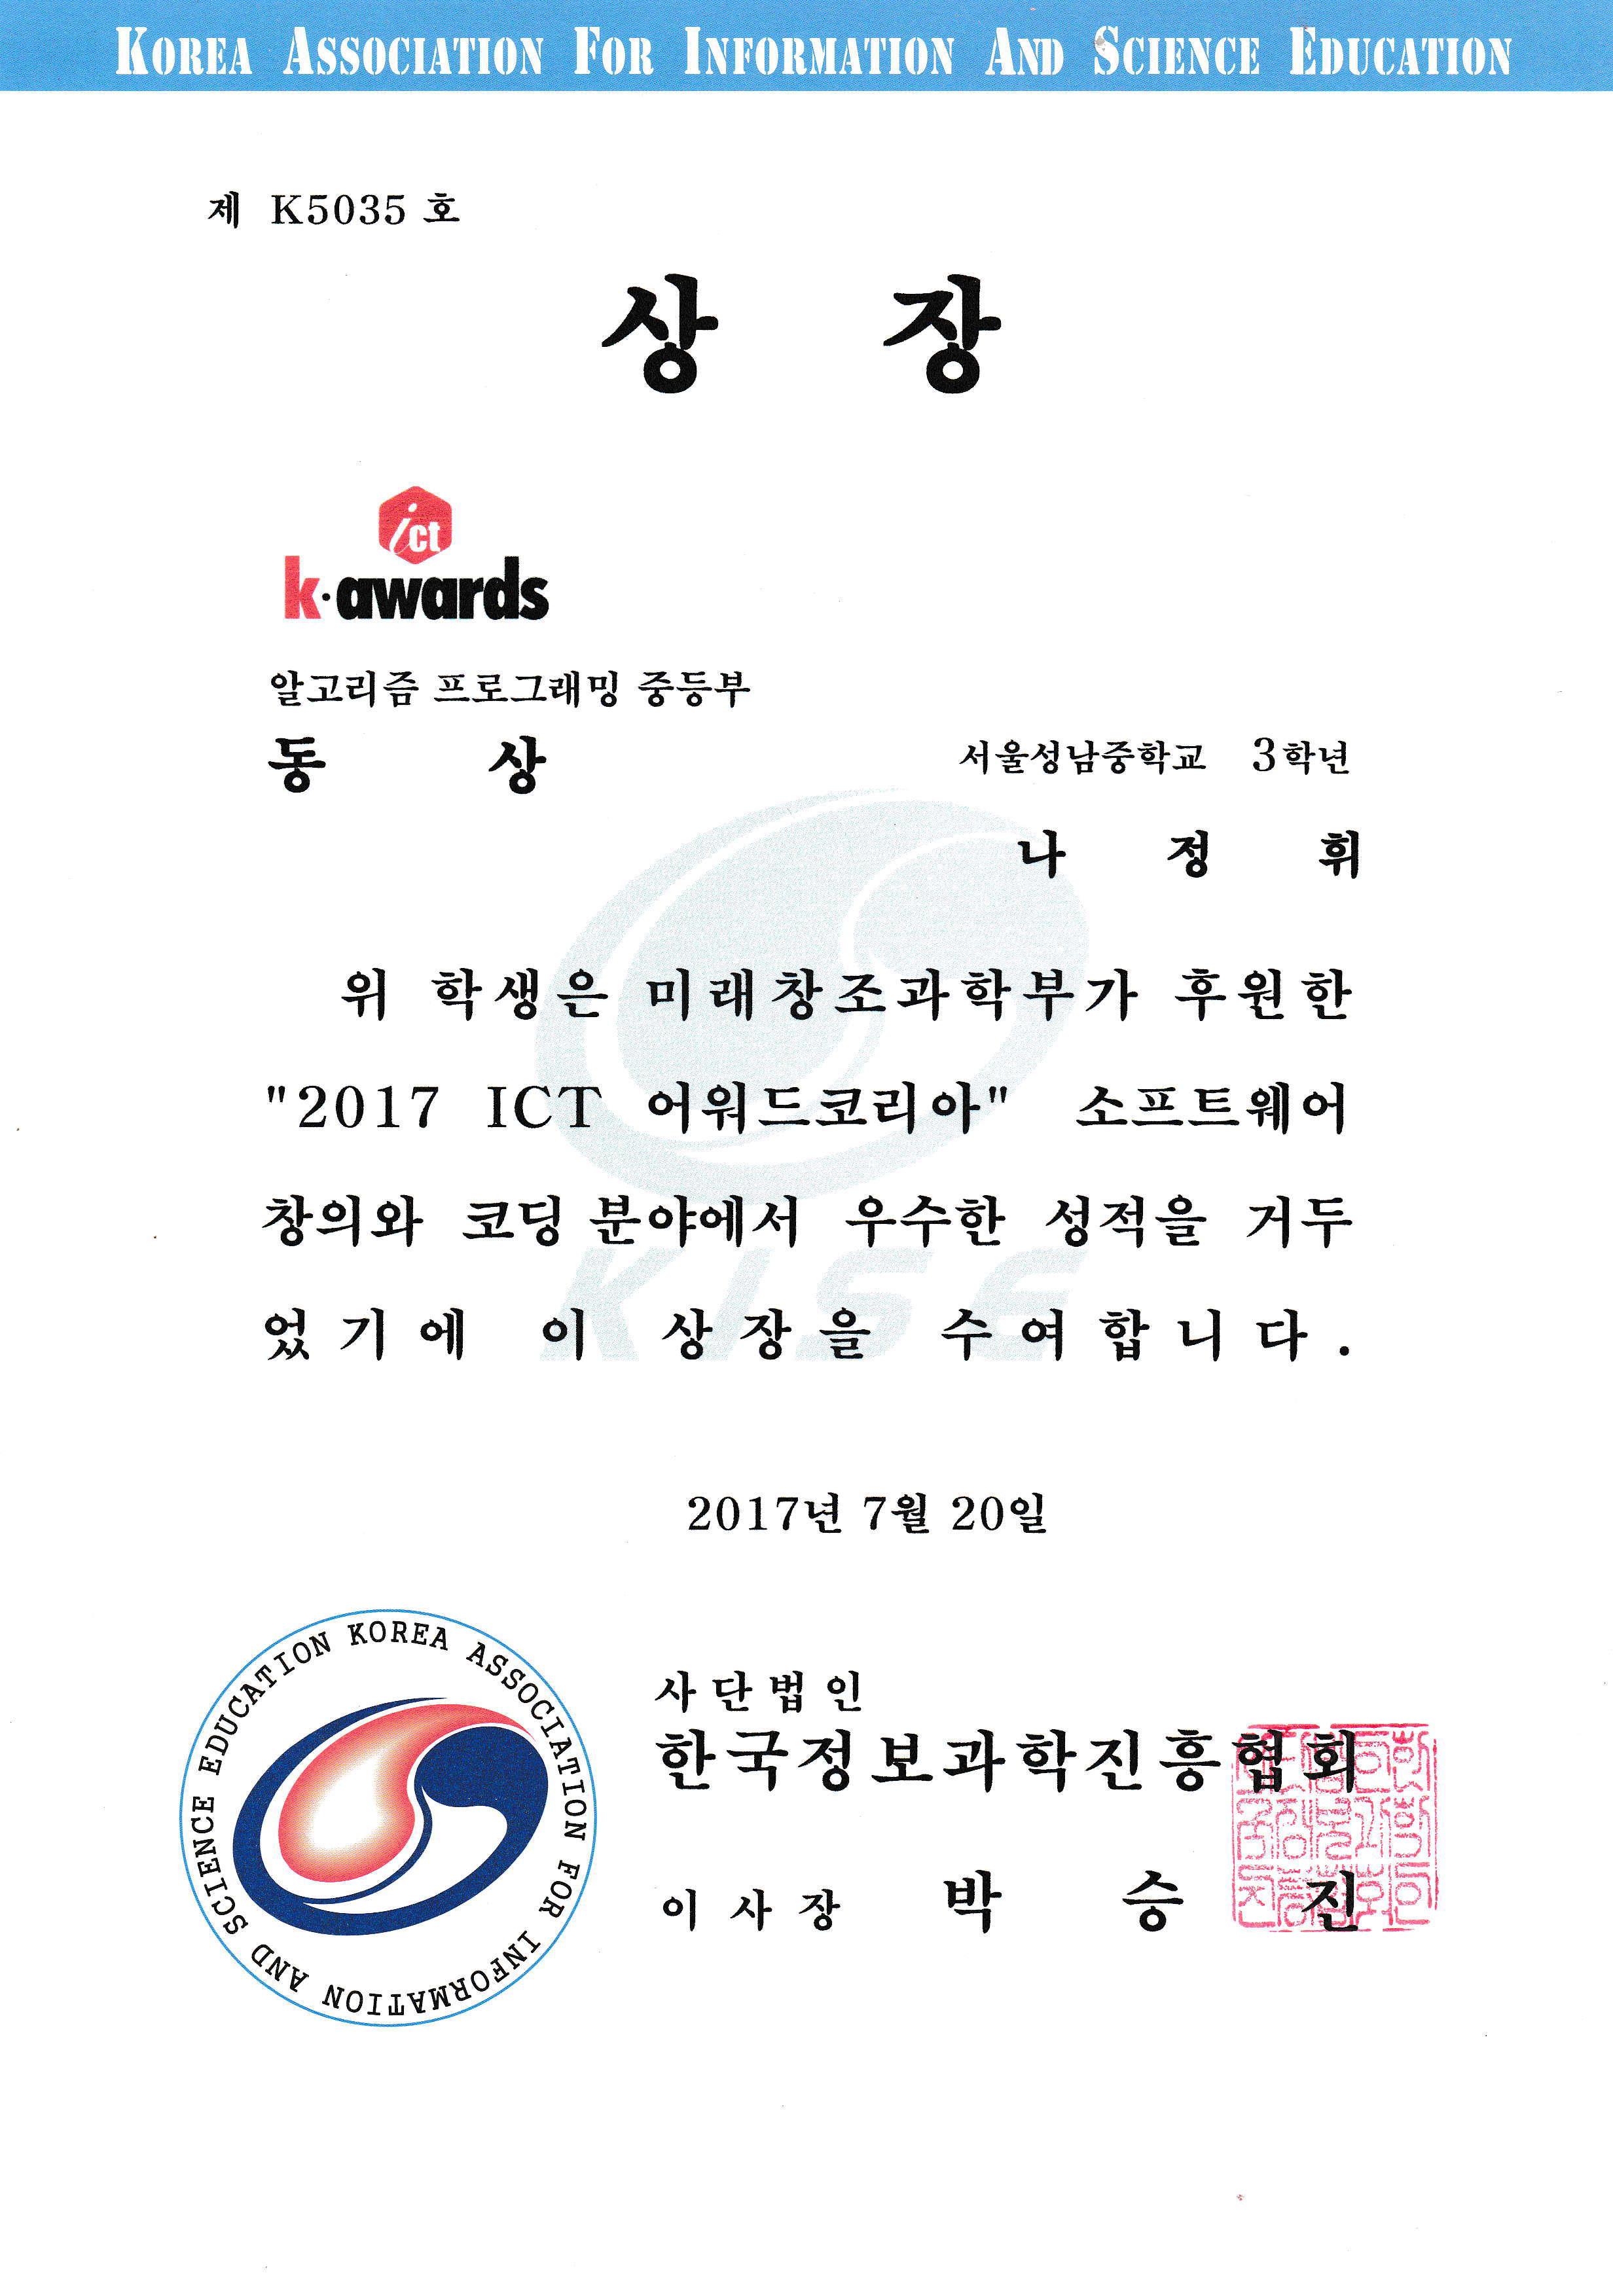 KOREA ASSOCIATION FOR INFORMATION AND SCIENCE EDUCATION
제 K5035 호
상 장
ict
k·awards
알고리즘 프로그래밍 중등부
동 상
서울성남중학교 3학년
나 정 휘
위 학생은 미래창조과학부가 후원한
"2017 ICT 어워드코리아" 소프트웨어
창의와 코딩 분야에서 우수한 성적을 거두
었기에 이 상장을 수여합니다.
KISE
2017년 7월 20일
KOREA ASSOCIATION FOR INFORMATION AND SCIENCE EDUCATION
사단법인
한국정보과학진흥협회
이사장 박 승 진